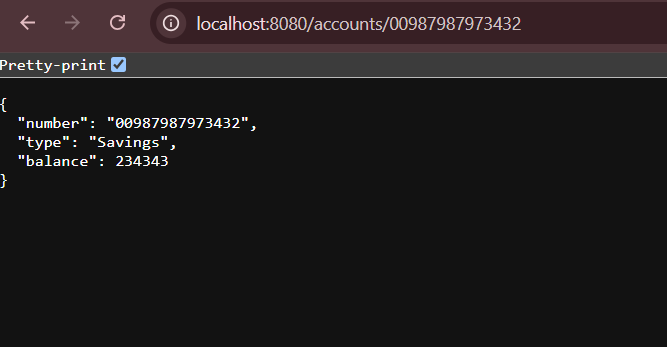 localhost:8080/accounts/00987987973432
Pretty-print
{
  "number": "00987987973432",
  "type": "Savings",
  "balance": 234343
}